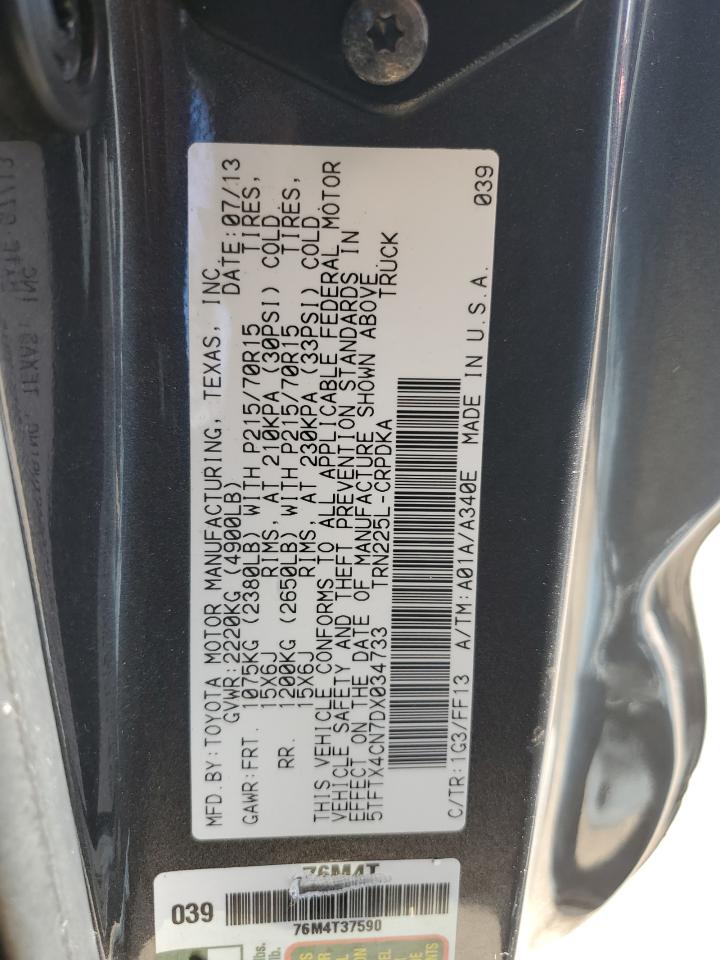 MFD.BY:TOYOTA MOTOR MANUFACTURING, TEXAS, INC.
GVWR:2220KG (4900LB) DATE:07/13
GAWR:FRT. 1075KG (2380LB) WITH P215/70R15 TIRES,
15X6J RIMS, AT 210KPA (30PSI) COLD
RR. 1200KG (2650LB) WITH P215/70R15 TIRES,
15X6J RIMS, AT 230KPA (33PSI) COLD
THIS VEHICLE CONFORMS TO ALL APPLICABLE FEDERAL MOTOR
VEHICLE SAFETY AND THEFT PREVENTION STANDARDS IN
EFFECT ON THE DATE OF MANUFACTURE SHOWN ABOVE.
5TFTX4CN7DX034733 TRN225L-CRPDKA TRUCK
C/TR:1G3/FF13 A/TM:A01A/A340E MADE IN U.S.A. 039
76M4T
039
76M4T37590
lbs.
lb.